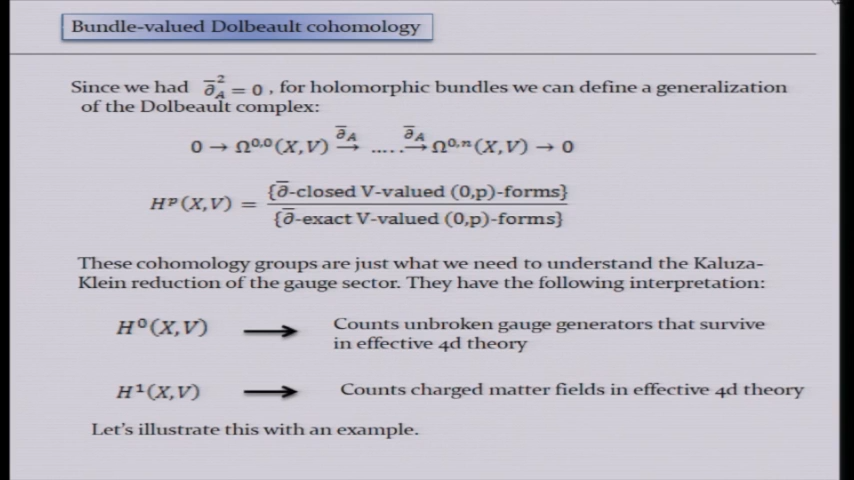 Bundle-valued Dolbeault cohomology
Since we had ∂̄_A² = 0 , for holomorphic bundles we can define a generalization
of the Dolbeault complex:
0 → Ω^{0,0}(X,V) →^{∂̄_A} ..... →^{∂̄_A} Ω^{0,n}(X,V) → 0
H^p(X,V) = {∂̄-closed V-valued (0,p)-forms} / {∂̄-exact V-valued (0,p)-forms}
These cohomology groups are just what we need to understand the Kaluza-
Klein reduction of the gauge sector. They have the following interpretation:
H⁰(X,V) → Counts unbroken gauge generators that survive
in effective 4d theory
H¹(X,V) → Counts charged matter fields in effective 4d theory
Let's illustrate this with an example.